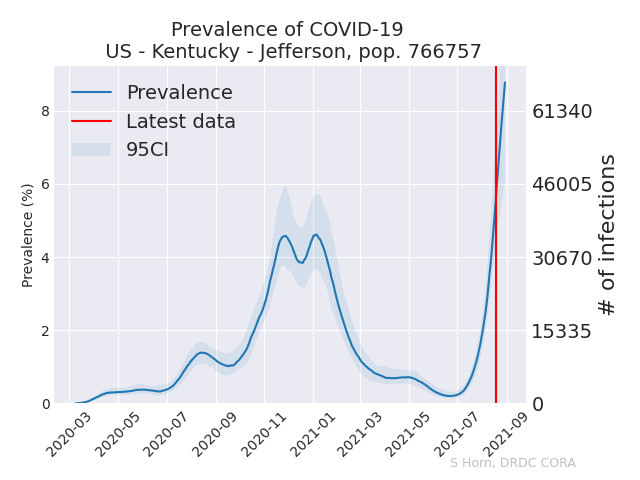 Prevalence of COVID-19
US - Kentucky - Jefferson, pop. 766757
Prevalence
Latest data
95CI
Prevalence (%)
8
6
4
2
0
61340
46005
30670
15335
0
# of infections
2020-03
2020-05
2020-07
2020-09
2020-11
2021-01
2021-03
2021-05
2021-07
2021-09
S Horn, DRDC CORA